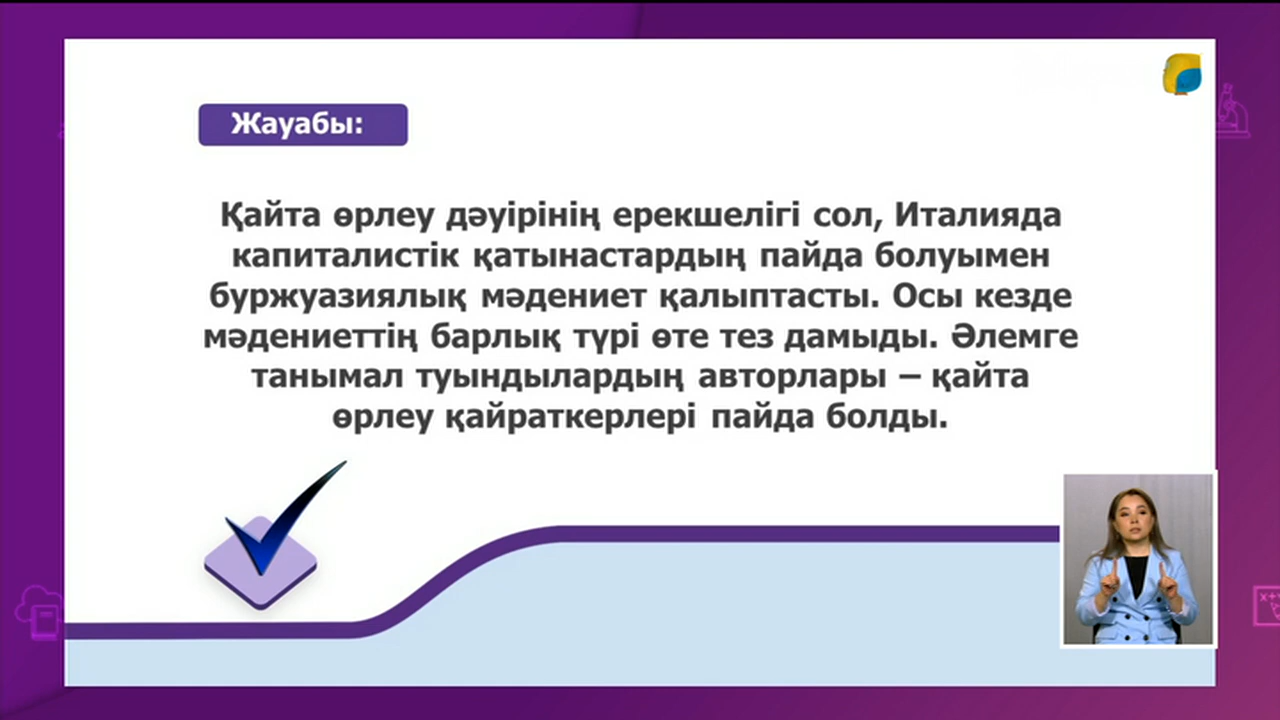 Жауабы:
Қайта өрлеу дәуірінің ерекшелігі сол, Италияда
капиталистік қатынастардың пайда болуымен
буржуазиялық мәдениет қалыптасты. Осы кезде
мәдениеттің барлық түрі өте тез дамыды. Әлемге
танымал туындылардың авторлары – қайта
өрлеу қайраткерлері пайда болды.